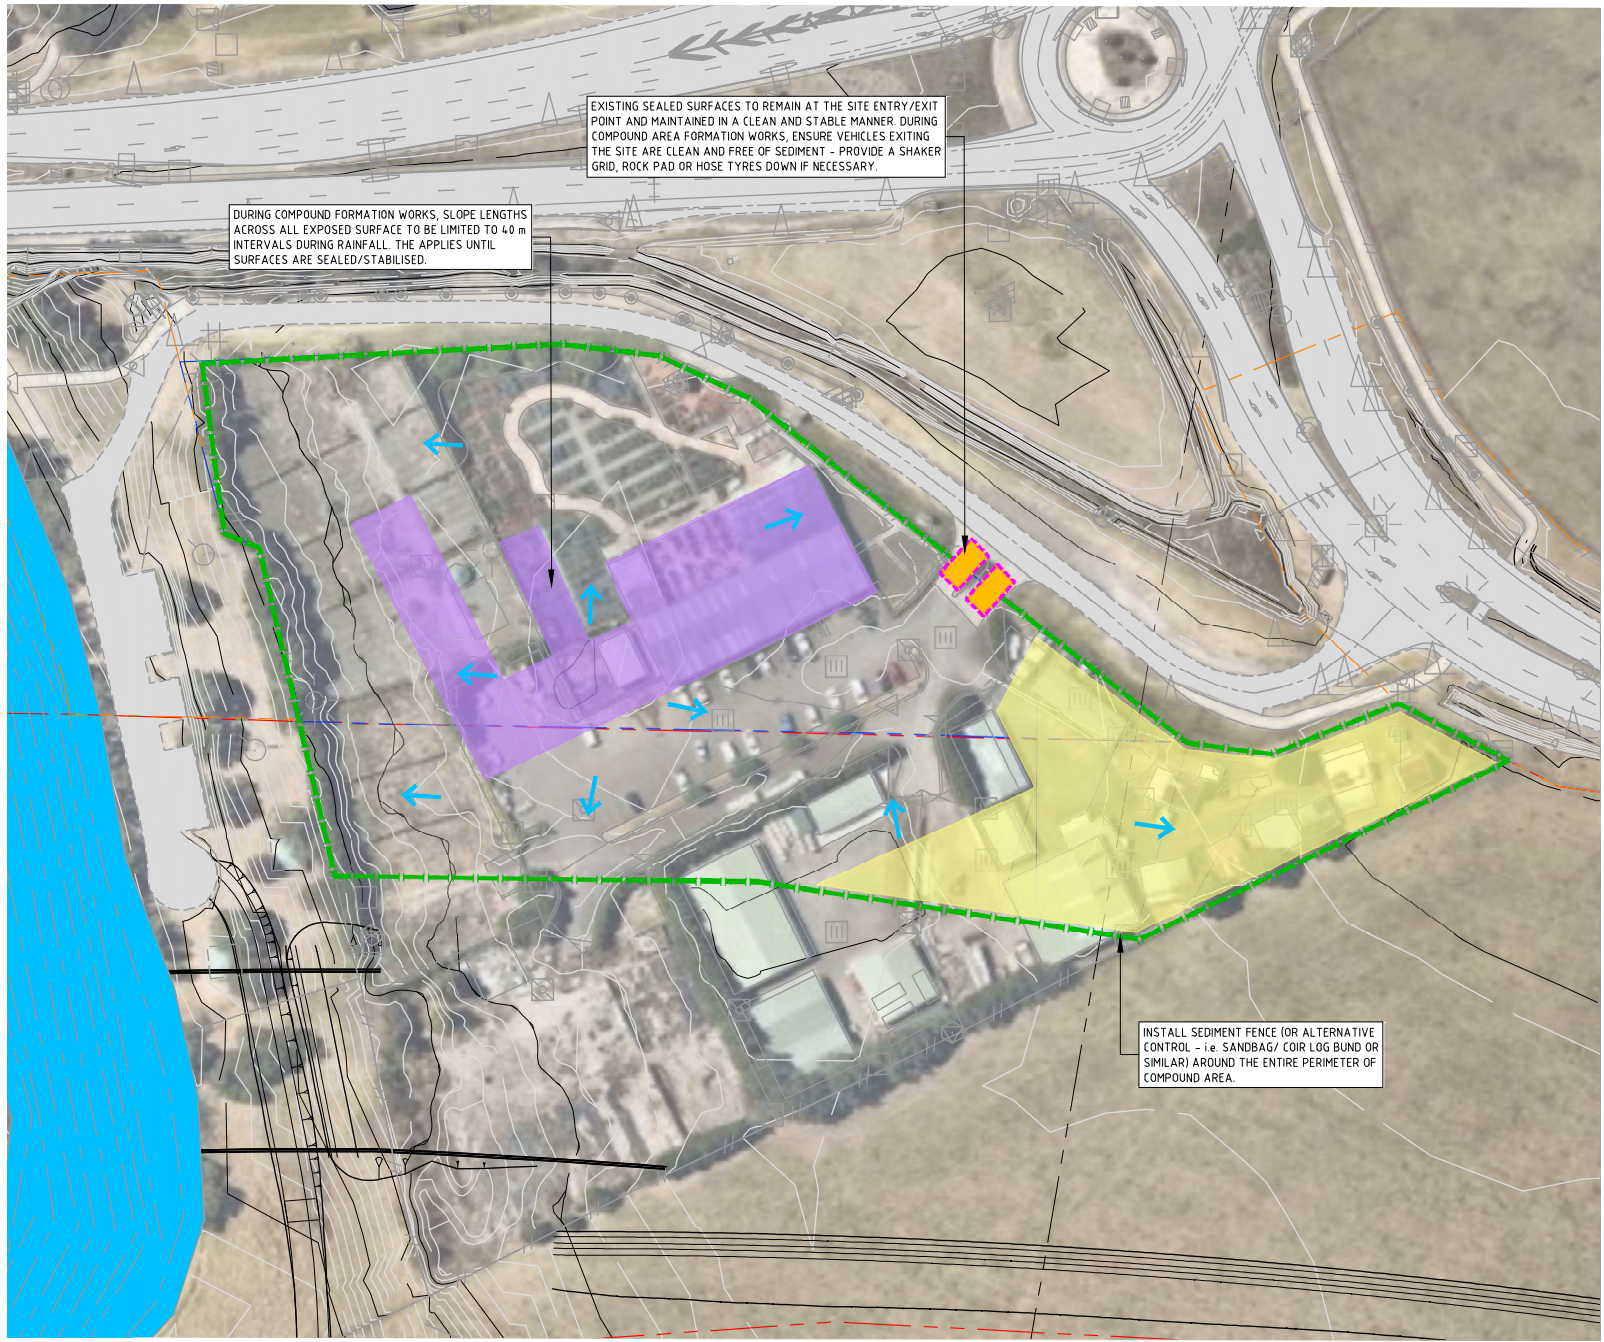 EXISTING SEALED SURFACES TO REMAIN AT THE SITE ENTRY/EXIT
POINT AND MAINTAINED IN A CLEAN AND STABLE MANNER. DURING
COMPOUND AREA FORMATION WORKS, ENSURE VEHICLES EXITING
THE SITE ARE CLEAN AND FREE OF SEDIMENT - PROVIDE A SHAKER
GRID, ROCK PAD OR HOSE TYRES DOWN IF NECESSARY.
DURING COMPOUND FORMATION WORKS, SLOPE LENGTHS
ACROSS ALL EXPOSED SURFACE TO BE LIMITED TO 40 m
INTERVALS DURING RAINFALL. THE APPLIES UNTIL
SURFACES ARE SEALED/STABILISED.
INSTALL SEDIMENT FENCE (OR ALTERNATIVE
CONTROL - i.e. SANDBAG/ COIR LOG BUND OR
SIMILAR) AROUND THE ENTIRE PERIMETER OF
COMPOUND AREA.